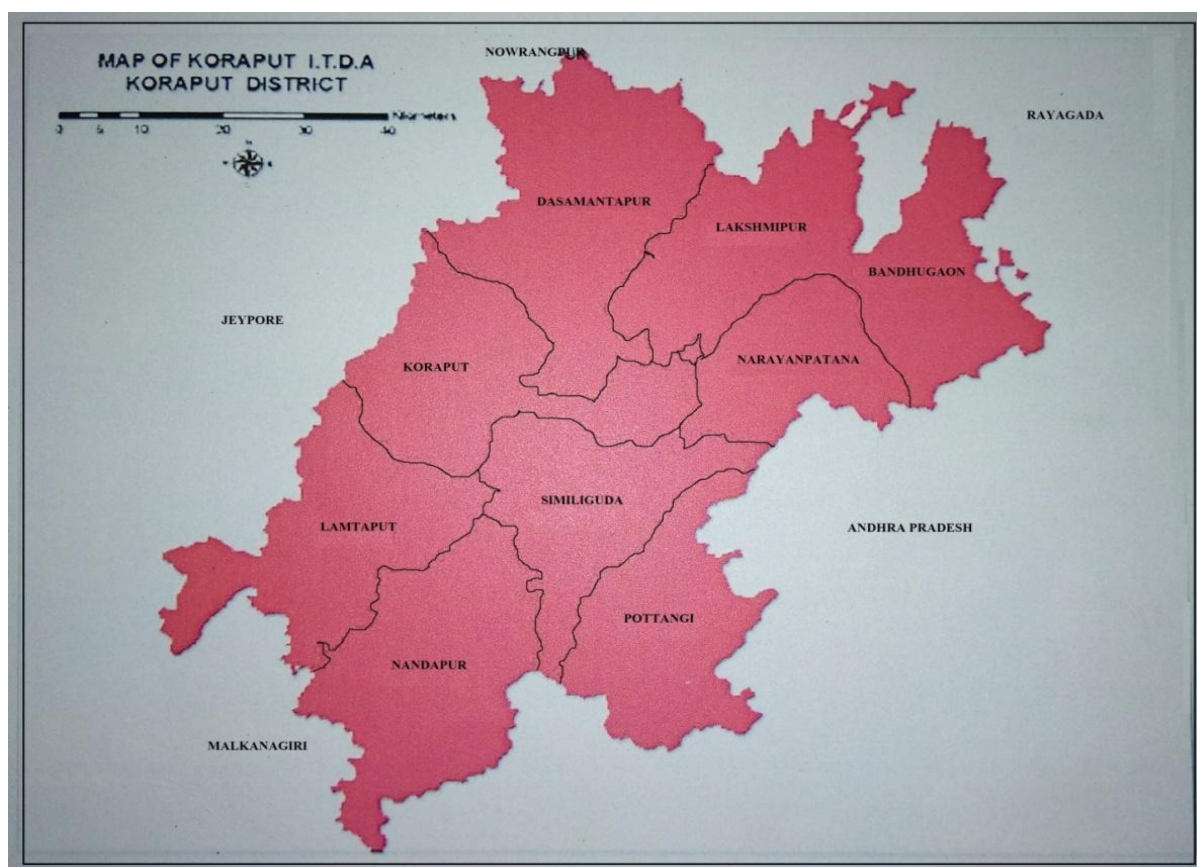 NOWRANGPUR
MAP OF KORAPUT I.T.D.A
KORAPUT DISTRICT
Kilometers
0 5 10 20 30 40
RAYAGADA
DASAMANTAPUR
LAKSHMIPUR
BANDHUGAON
JEYPORE
KORAPUT
NARAYANPATANA
SIMILIGUDA
LAMTAPUT
ANDHRA PRADESH
POTTANGI
NANDAPUR
MALKANAGIRI